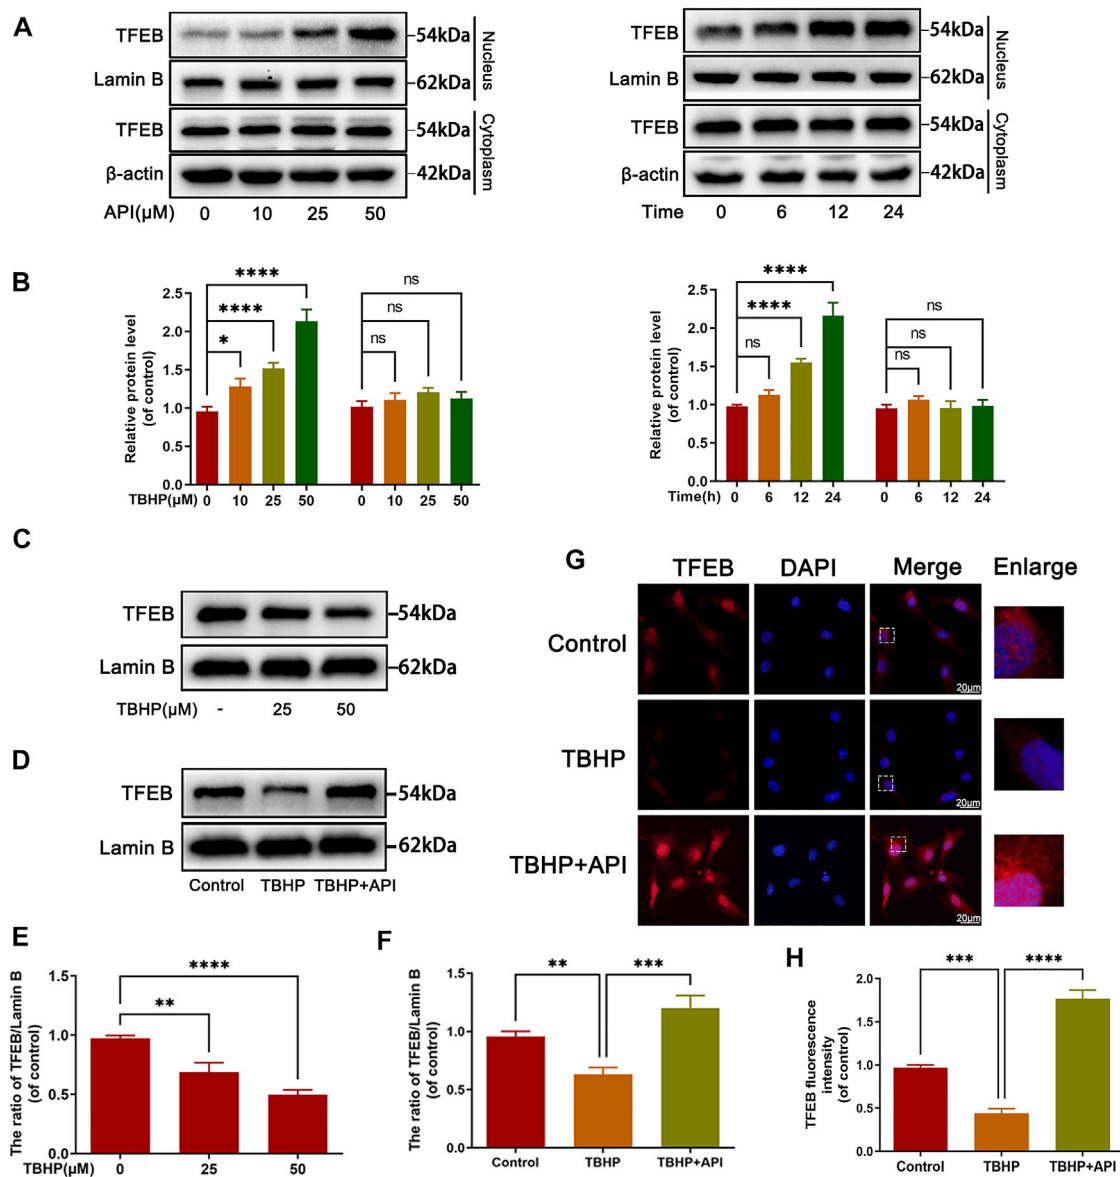 A
TFEB
54kDa
Lamin B
62kDa
Nucleus
TFEB
54kDa
β-actin
42kDa
Cytoplasm
API(μM) 0 10 25 50
TFEB
54kDa
Lamin B
62kDa
Nucleus
TFEB
54kDa
β-actin
42kDa
Cytoplasm
Time 0 6 12 24
B
Relative protein level
(of control)
2.5
2.0
1.5
1.0
0.5
0.0
****
****
*
ns
ns
ns
TBHP(μM) 0 10 25 50 0 10 25 50
Relative protein level
(of control)
2.5
2.0
1.5
1.0
0.5
0.0
****
****
ns
ns
ns
ns
Time(h) 0 6 12 24 0 6 12 24
C
TFEB
54kDa
Lamin B
62kDa
TBHP(μM) - 25 50
D
TFEB
54kDa
Lamin B
62kDa
Control TBHP TBHP+API
G
TFEB DAPI Merge Enlarge
Control
20μm
TBHP
20μm
TBHP+API
20μm
E
The ratio of TFEB/Lamin B
(of control)
1.5
1.0
0.5
0.0
****
**
TBHP(μM) 0 25 50
F
The ratio of TFEB/Lamin B
(of control)
1.5
1.0
0.5
0.0
** ***
Control TBHP TBHP+API
H
TFEB fluorescence
intensity
(of control)
2.0
1.5
1.0
0.5
0.0
*** ****
Control TBHP TBHP+API